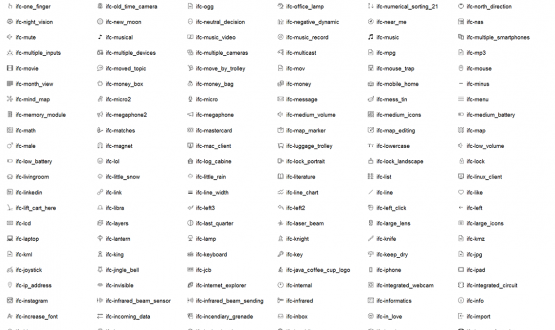 ifc-one_finger ifc-old_time_camera ifc-ogg ifc-office_lamp ifc-numerical_sorting_21 ifc-north_direction
ifc-night_vision ifc-new_moon ifc-neutral_decision ifc-negative_dynamic ifc-near_me ifc-nas
ifc-mute ifc-musical ifc-music_video ifc-music_record ifc-music ifc-multiple_smartphones
ifc-multiple_inputs ifc-multiple_devices ifc-multiple_cameras ifc-multicast ifc-mpg ifc-mp3
ifc-movie ifc-moved_topic ifc-move_by_trolley ifc-mov ifc-mouse_trap ifc-mouse
ifc-month_view ifc-money_box ifc-money_bag ifc-money ifc-mobile_home ifc-minus
ifc-mind_map ifc-micro2 ifc-micro ifc-message ifc-mess_tin ifc-menu
ifc-memory_module ifc-megaphone2 ifc-megaphone ifc-medium_volume ifc-medium_icons ifc-medium_battery
ifc-math ifc-matches ifc-mastercard ifc-map_marker ifc-map_editing ifc-map
ifc-male ifc-magnet ifc-mac_client ifc-luggage_trolley ifc-lowercase ifc-low_volume
ifc-low_battery ifc-lol ifc-log_cabine ifc-lock_portrait ifc-lock_landscape ifc-lock
ifc-livingroom ifc-little_snow ifc-little_rain ifc-literature ifc-list ifc-linux_client
ifc-linkedin ifc-link ifc-line_width ifc-line_chart ifc-line ifc-like
ifc-lift_cart_here ifc-libra ifc-left3 ifc-left2 ifc-left_click ifc-left
ifc-lcd ifc-layers ifc-last_quarter ifc-laser_beam ifc-large_lens ifc-large_icons
ifc-laptop ifc-lantern ifc-lamp ifc-knight ifc-knife ifc-kmz
ifc-kml ifc-king ifc-keyboard ifc-key ifc-keep_dry ifc-jpg
ifc-joystick ifc-jingle_bell ifc-jcb ifc-java_coffee_cup_logo ifc-iphone ifc-ipad
ifc-ip_address ifc-invisible ifc-internet_explorer ifc-internal ifc-integrated_webcam ifc-integrated_circuit
ifc-instagram ifc-infrared_beam_sensor ifc-infrared_beam_sending ifc-infrared ifc-informatics ifc-info
ifc-increase_font ifc-incoming_data ifc-incendiary_grenade ifc-inbox ifc-in_love ifc-import